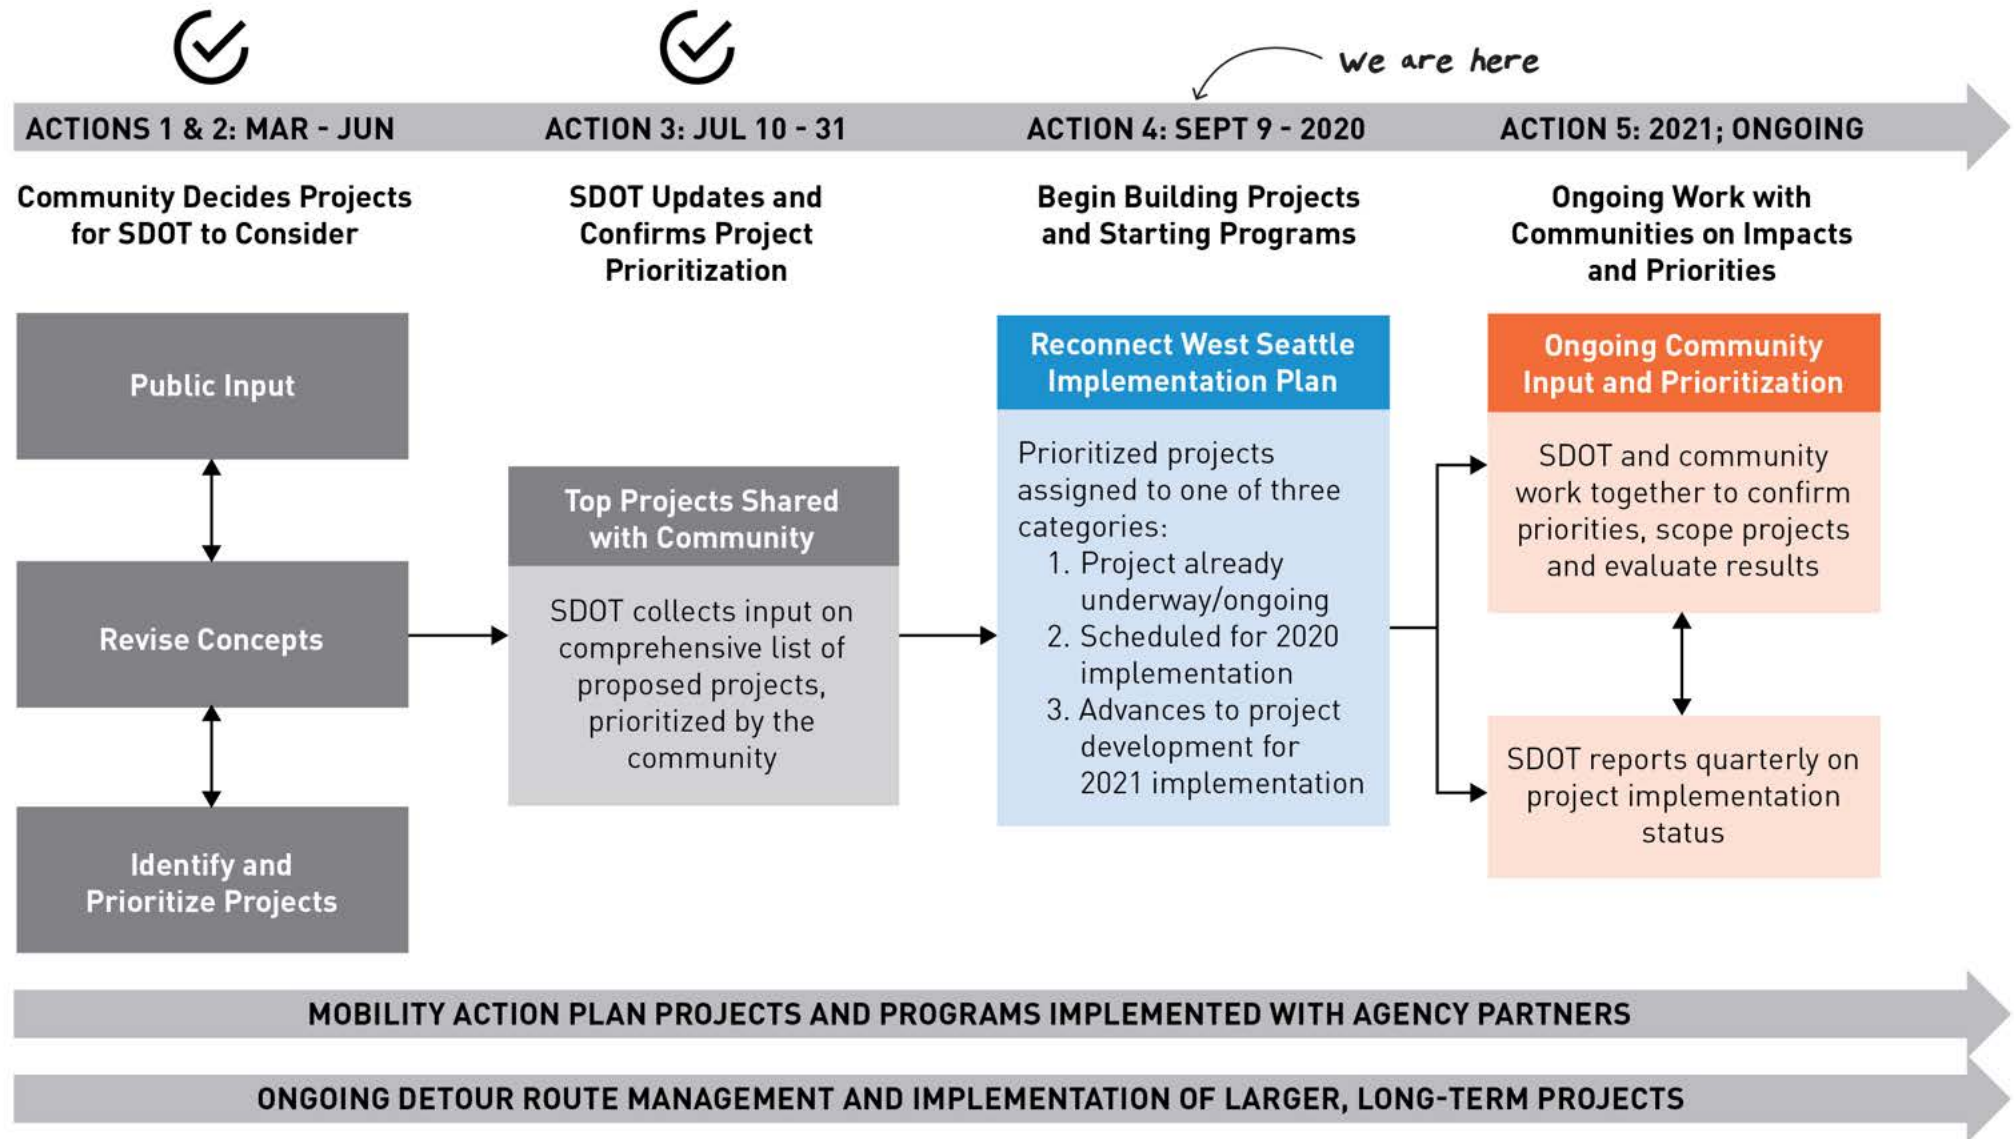 We are here
ACTIONS 1 & 2: MAR - JUN
ACTION 3: JUL 10 - 31
ACTION 4: SEPT 9 - 2020
ACTION 5: 2021; ONGOING
Community Decides Projects
for SDOT to Consider
SDOT Updates and
Confirms Project
Prioritization
Begin Building Projects
and Starting Programs
Ongoing Work with
Communities on Impacts
and Priorities
Public Input
Revise Concepts
Identify and
Prioritize Projects
Top Projects Shared
with Community
SDOT collects input on
comprehensive list of
proposed projects,
prioritized by the
community
Reconnect West Seattle
Implementation Plan
Prioritized projects
assigned to one of three
categories:
1. Project already
underway/ongoing
2. Scheduled for 2020
implementation
3. Advances to project
development for
2021 implementation
Ongoing Community
Input and Prioritization
SDOT and community
work together to confirm
priorities, scope projects
and evaluate results
SDOT reports quarterly on
project implementation
status
MOBILITY ACTION PLAN PROJECTS AND PROGRAMS IMPLEMENTED WITH AGENCY PARTNERS
ONGOING DETOUR ROUTE MANAGEMENT AND IMPLEMENTATION OF LARGER, LONG-TERM PROJECTS